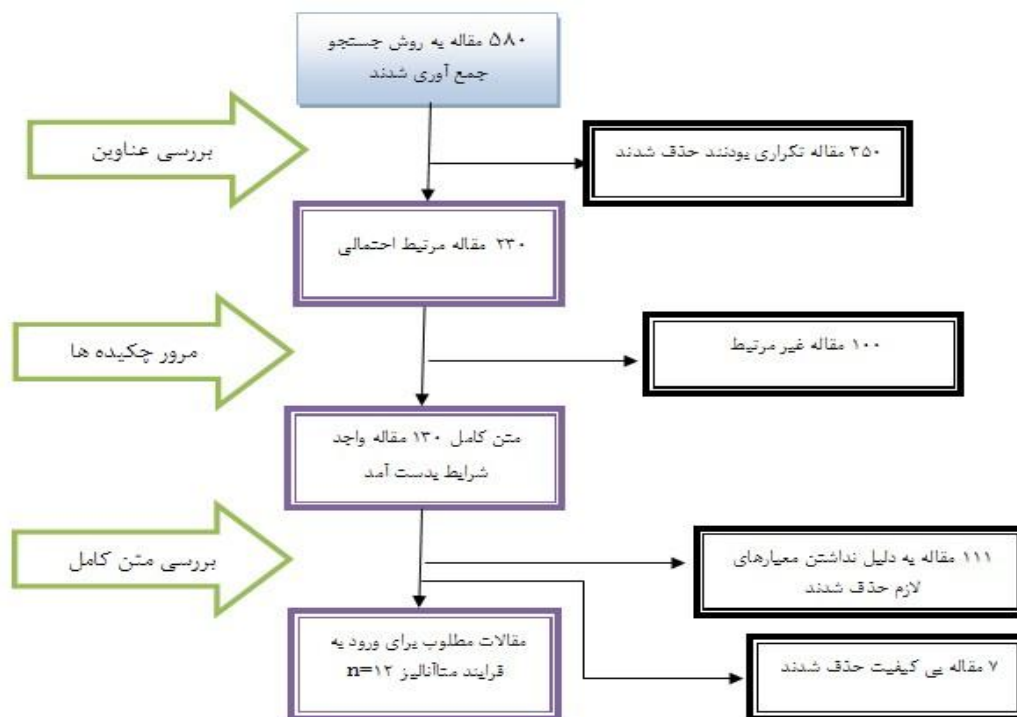 ۵۸۰ مقاله به روش جستجو
جمع آوری شدند
بررسی عناوین
۳۵۰ مقاله تکراری بودنند حذف شدند
۲۳۰ مقاله مرتبط احتمالی
مرور چکیده ها
۱۰۰ مقاله غیر مرتبط
متن کامل ۱۳۰ مقاله واجد
شرایط بدست آمد
بررسی متن کامل
۱۱۱ مقاله به دلیل نداشتن معیارهای
لازم حذف شدند
مقالات مطلوب برای ورود به
فرایند متاآنالیز n=۱۲
۷ مقاله بی کیفیت حذف شدند